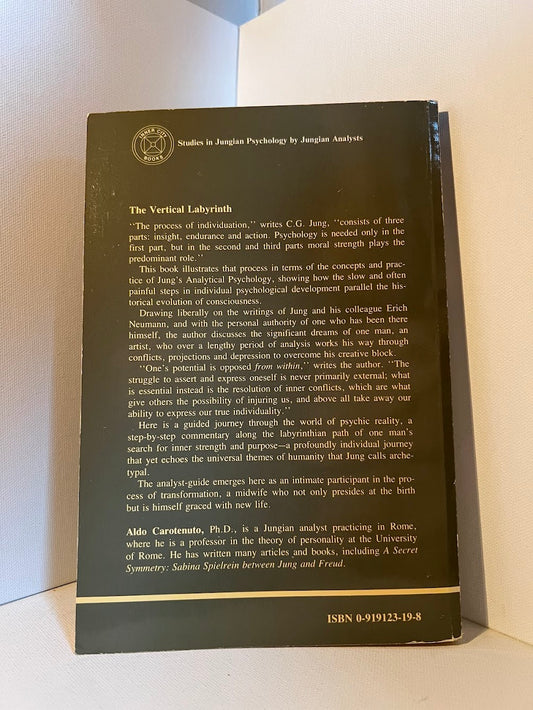 INNER CITY
BOOKS
Studies in Jungian Psychology by Jungian Analysts
The Vertical Labyrinth
‘‘The process of individuation,’’ writes C.G. Jung, ‘‘consists of three
parts: insight, endurance and action. Psychology is needed only in the
first part, but in the second and third parts moral strength plays the
predominant role.’’
This book illustrates that process in terms of the concepts and prac-
tice of Jung's Analytical Psychology, showing how the slow and often
painful steps in individual psychological development parallel the his-
torical evolution of consciousness.
Drawing liberally on the writings of Jung and his colleague Erich
Neumann, and with the personal authority of one who has been there
himself, the author discusses the significant dreams of one man, an
artist, who over a lengthy period of analysis works his way through
conflicts, projections and depression to overcome his creative block.
‘‘One's potential is opposed from within,’’ writes the author. ‘‘The
struggle to assert and express oneself is never primarily external; what
is essential instead is the resolution of inner conflicts, which are what
give others the possibility of injuring us, and above all take away our
ability to express our true individuality.’’
Here is a guided journey through the world of psychic reality, a
step-by-step commentary along the labyrinthian path of one man's
search for inner strength and purpose—a profoundly individual journey
that yet echoes the universal themes of humanity that Jung calls arche-
typal.
The analyst-guide emerges here as an intimate participant in the pro-
cess of transformation, a midwife who not only presides at the birth
but is himself graced with new life.
Aldo Carotenuto, Ph.D., is a Jungian analyst practicing in Rome,
where he is a professor in the theory of personality at the University
of Rome. He has written many articles and books, including A Secret
Symmetry: Sabina Spielrein between Jung and Freud.
ISBN 0-919123-19-8